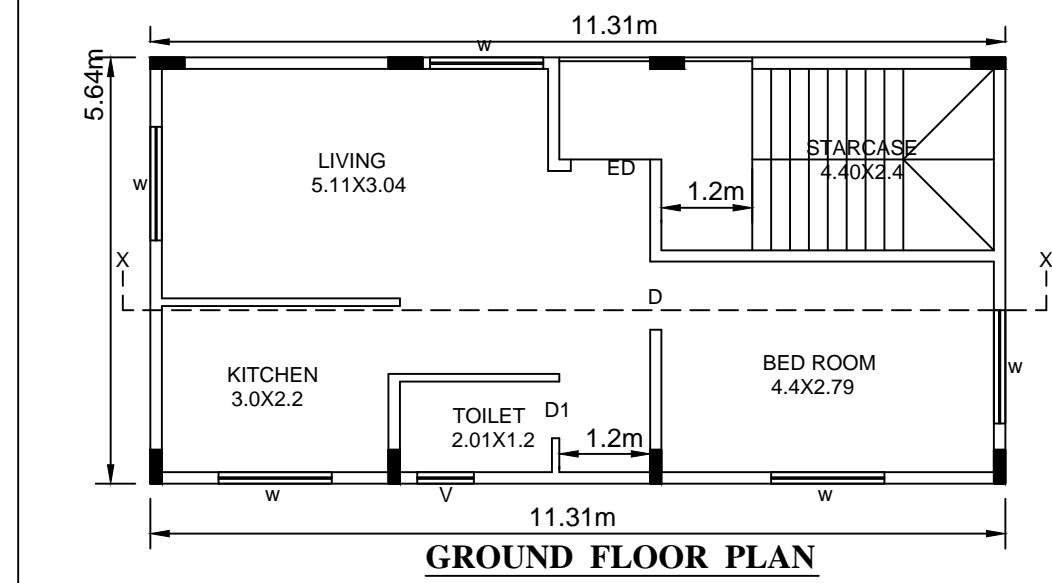 11.31m
5.64m
w
LIVING
5.11X3.04
ED
STARCASE
4.40X2.4
w
1.2m
X
X
D
KITCHEN
3.0X2.2
BED ROOM
4.4X2.79
w
TOILET
2.01X1.2
D1
1.2m
w
V
w
11.31m
GROUND FLOOR PLAN